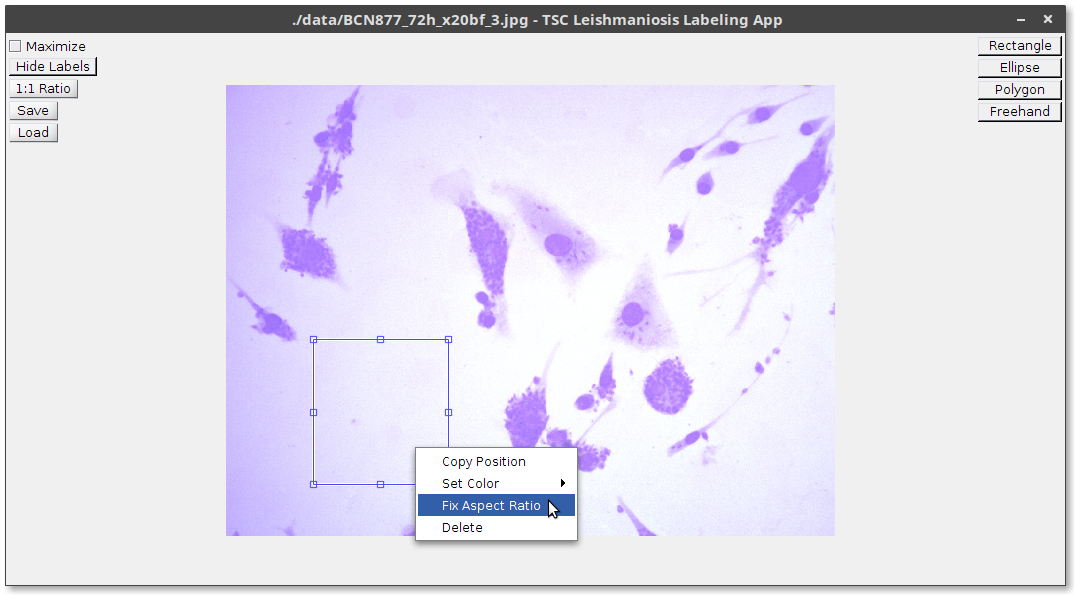 ./data/BCN877_72h_x20bf_3.jpg - TSC Leishmaniosis Labeling App
Maximize
Hide Labels
1:1 Ratio
Save
Load
Rectangle
Ellipse
Polygon
Freehand
Copy Position
Set Color
Fix Aspect Ratio
Delete